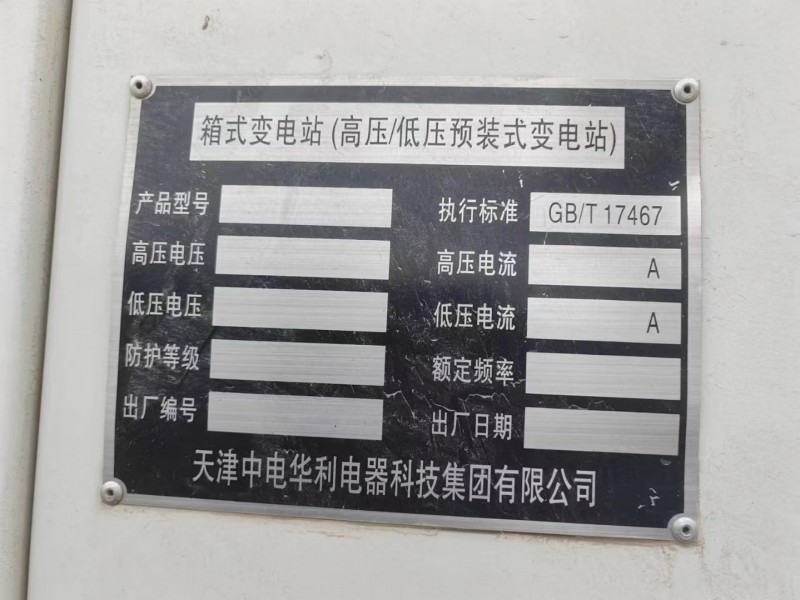 箱式变电站(高压/低压预装式变电站)
产品型号 执行标准 GB/T 17467
高压电压 高压电流 A
低压电压 低压电流 A
防护等级 额定频率
出厂编号 出厂日期
天津中电华利电器科技集团有限公司